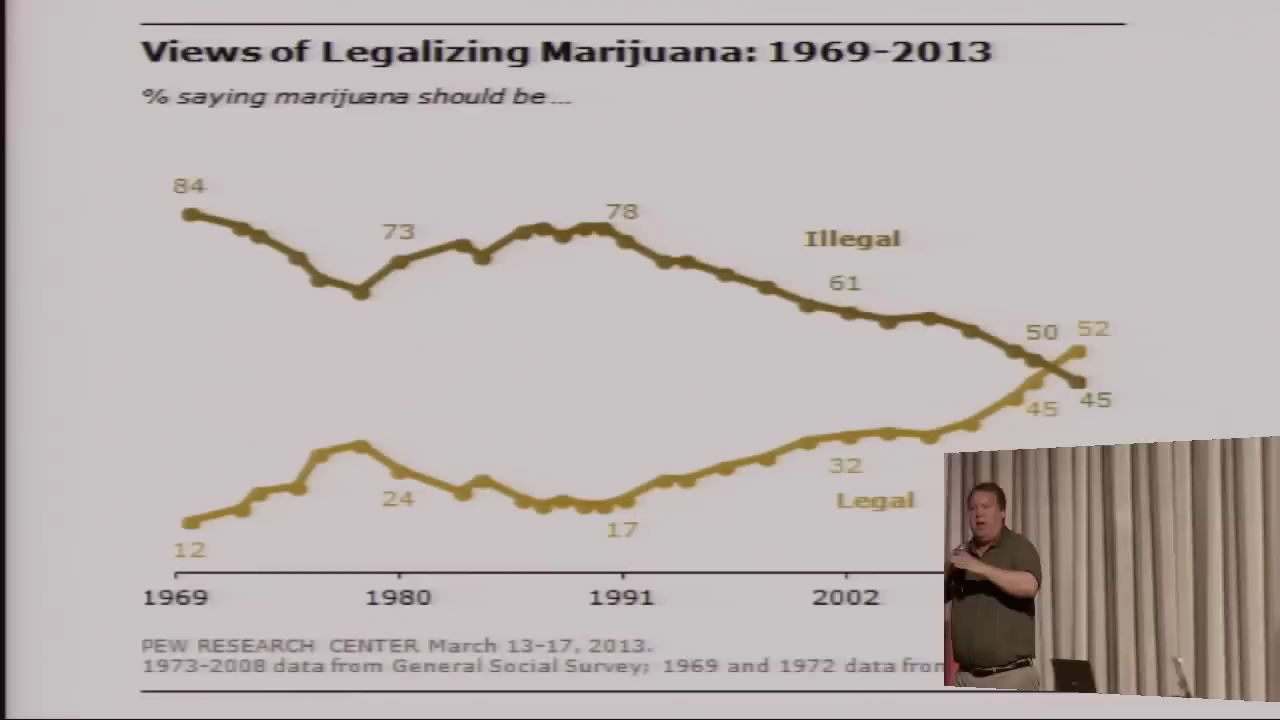 Views of Legalizing Marijuana: 1969-2013
% saying marijuana should be ...
84
73
78
Illegal
61
50
52
45
45
32
Legal
24
17
12
1969
1980
1991
2002
PEW RESEARCH CENTER March 13-17, 2013.
1973-2008 data from General Social Survey; 1969 and 1972 data from